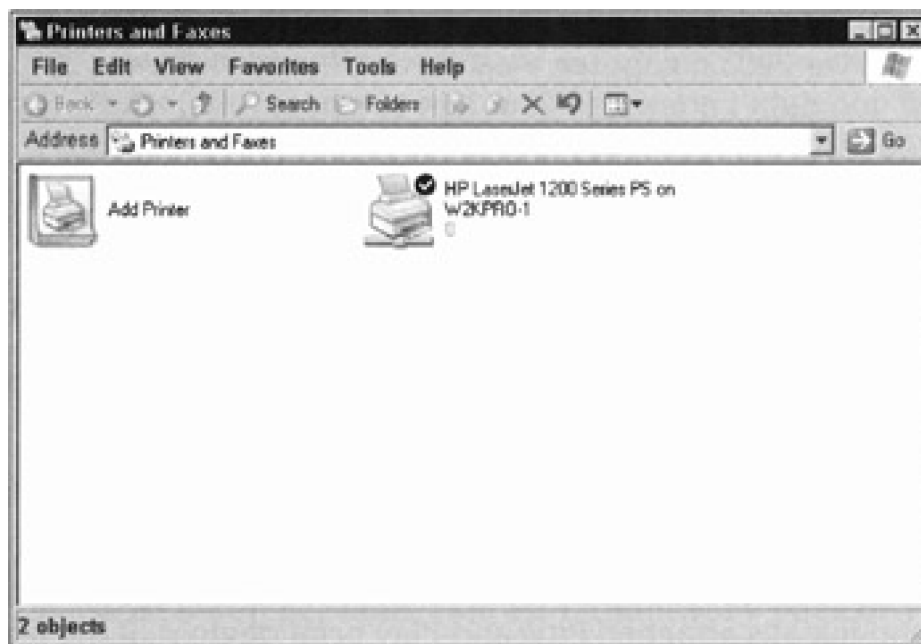 Printers and Faxes
File Edit View Favorites Tools Help
Back Search Folders
Address Printers and Faxes Go
Add Printer
HP LaserJet 1200 Series PS on
W2KPRO-1
0
2 objects